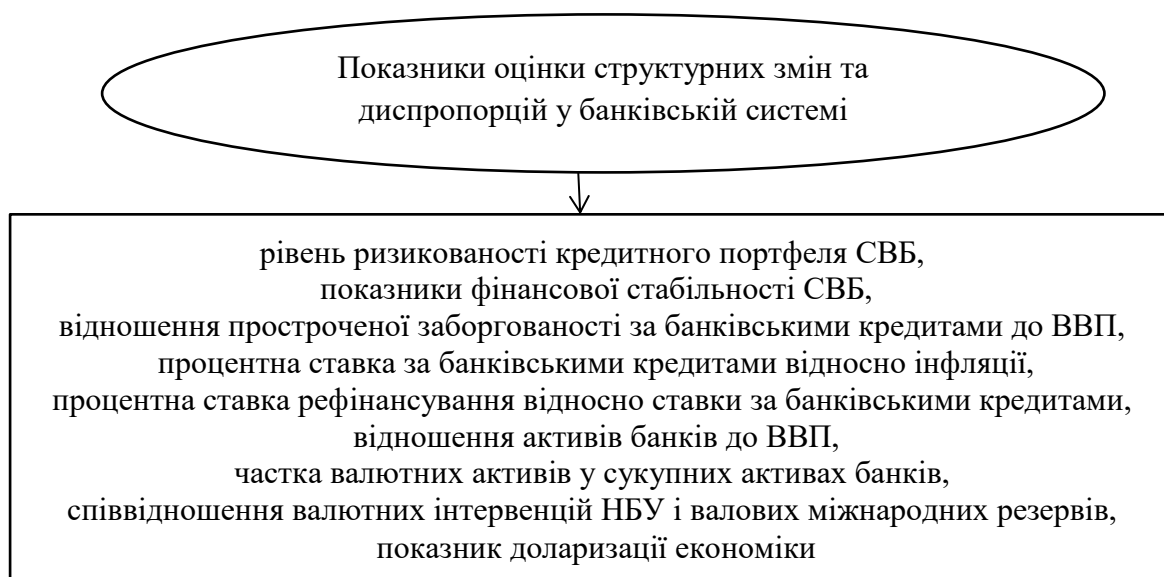 Показники оцінки структурних змін та
диспропорцій у банківській системі
рівень ризикованості кредитного портфеля СВБ,
показники фінансової стабільності СВБ,
відношення простроченої заборгованості за банківськими кредитами до ВВП,
процентна ставка за банківськими кредитами відносно інфляції,
процентна ставка рефінансування відносно ставки за банківськими кредитами,
відношення активів банків до ВВП,
частка валютних активів у сукупних активах банків,
співвідношення валютних інтервенцій НБУ і валових міжнародних резервів,
показник доларизації економіки